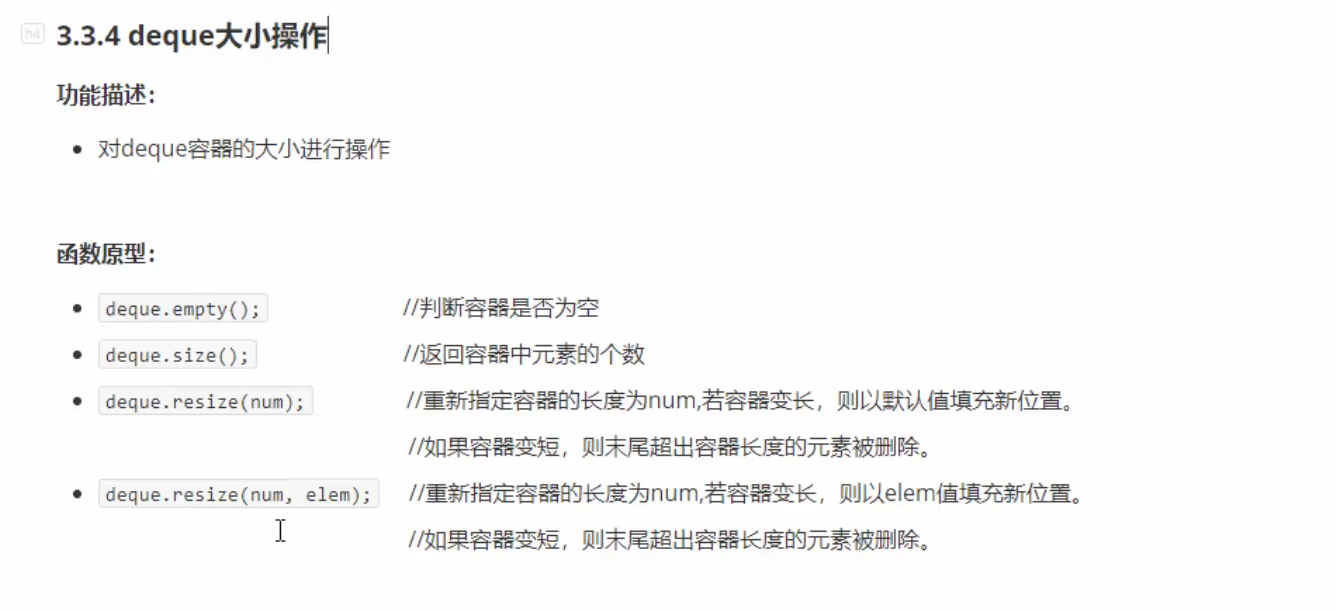 h4 3.3.4 deque大小操作
功能描述：
• 对deque容器的大小进行操作
函数原型：
• deque.empty(); //判断容器是否为空
• deque.size(); //返回容器中元素的个数
• deque.resize(num); //重新指定容器的长度为num,若容器变长，则以默认值填充新位置。
//如果容器变短，则末尾超出容器长度的元素被删除。
• deque.resize(num, elem); //重新指定容器的长度为num,若容器变长，则以elem值填充新位置。
//如果容器变短，则末尾超出容器长度的元素被删除。